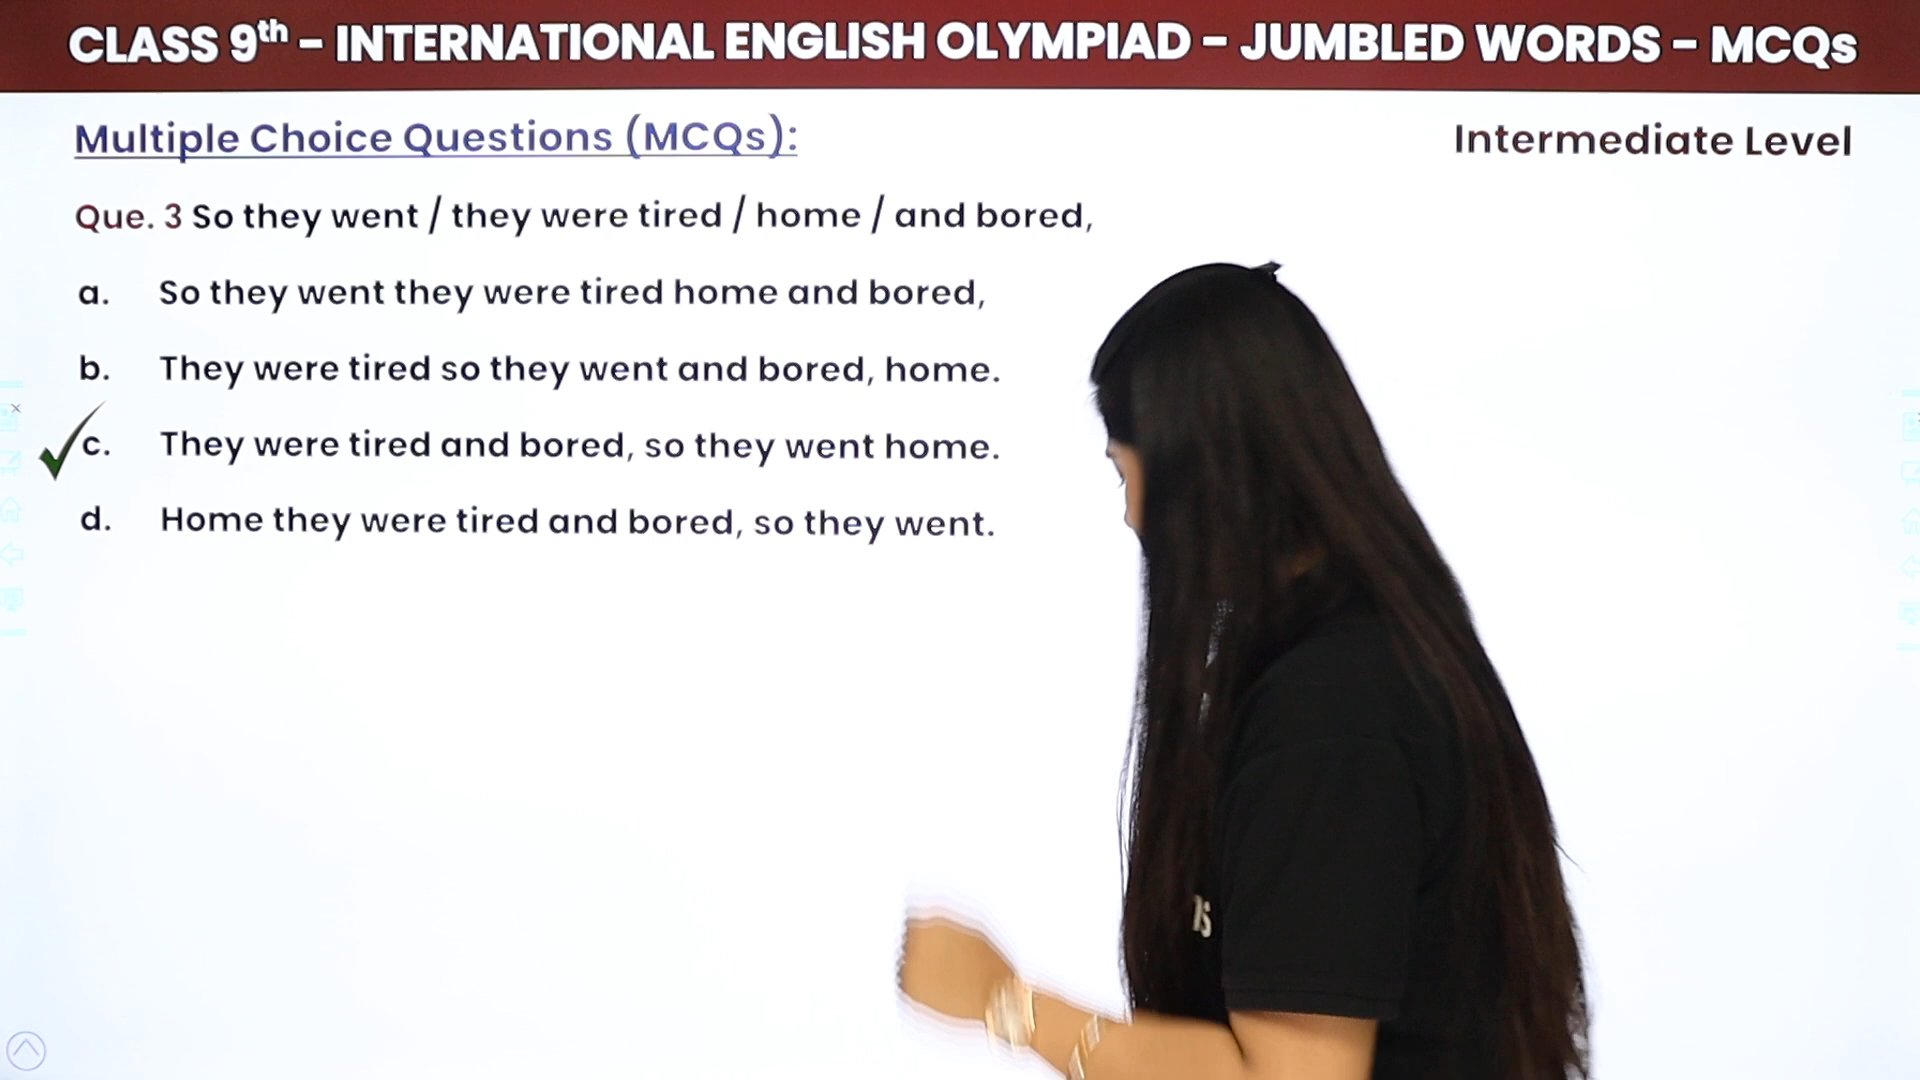 CLASS 9th - INTERNATIONAL ENGLISH OLYMPIAD - JUMBLED WORDS - MCQs
Multiple Choice Questions (MCQs):
Intermediate Level
Que. 3 So they went / they were tired / home / and bored,
a. So they went they were tired home and bored,
b. They were tired so they went and bored, home.
c. They were tired and bored, so they went home.
d. Home they were tired and bored, so they went.